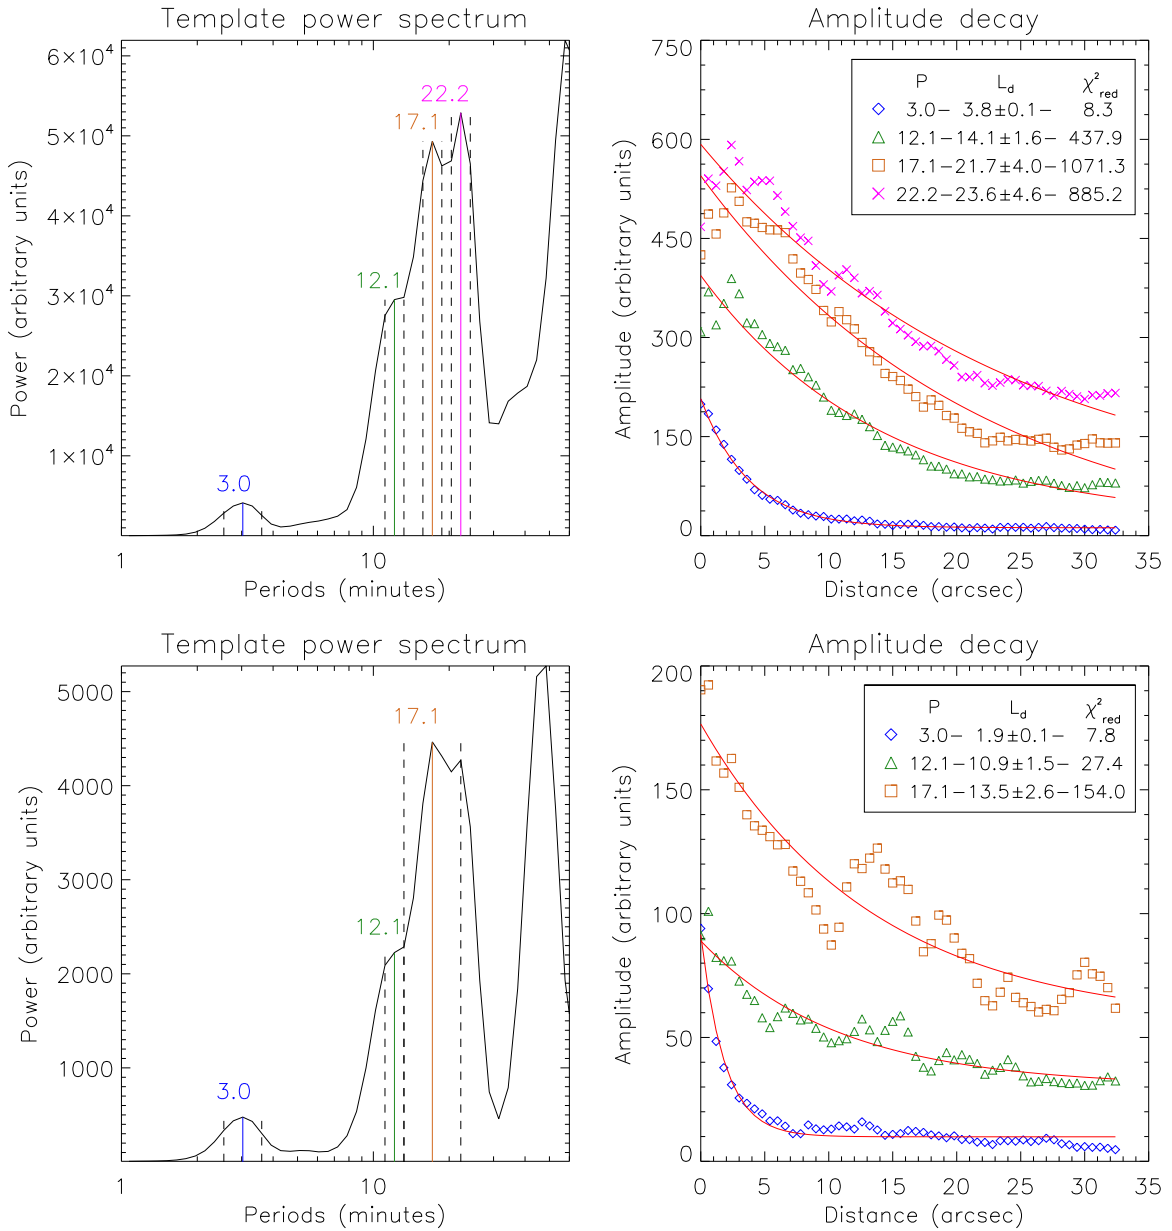 Template power spectrum
6×10⁴
5×10⁴
4×10⁴
3×10⁴
2×10⁴
1×10⁴
Power (arbitrary units)
3.0
12.1
17.1
22.2
1 10
Periods (minutes)
Amplitude decay
750
600
450
300
150
0
Amplitude (arbitrary units)
P L_d χ²_red
3.0− 3.8±0.1− 8.3
12.1−14.1±1.6− 437.9
17.1−21.7±4.0−1071.3
22.2−23.6±4.6− 885.2
0 5 10 15 20 25 30 35
Distance (arcsec)
Template power spectrum
5000
4000
3000
2000
1000
Power (arbitrary units)
3.0
12.1
17.1
1 10
Periods (minutes)
Amplitude decay
200
150
100
50
0
Amplitude (arbitrary units)
P L_d χ²_red
3.0− 1.9±0.1− 7.8
12.1−10.9±1.5− 27.4
17.1−13.5±2.6−154.0
0 5 10 15 20 25 30 35
Distance (arcsec)